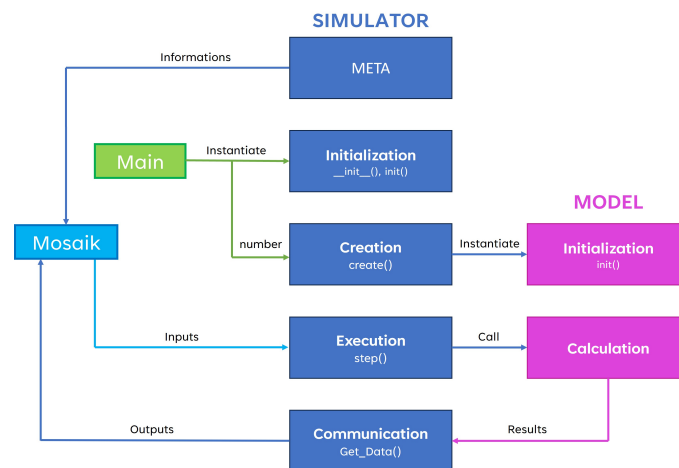 SIMULATOR
Informations
META
Main
Instantiate
Initialization
__init__(), init()
MODEL
Mosaik
number
Creation
create()
Instantiate
Initialization
init()
Inputs
Execution
step()
Call
Calculation
Outputs
Communication
Get_Data()
Results